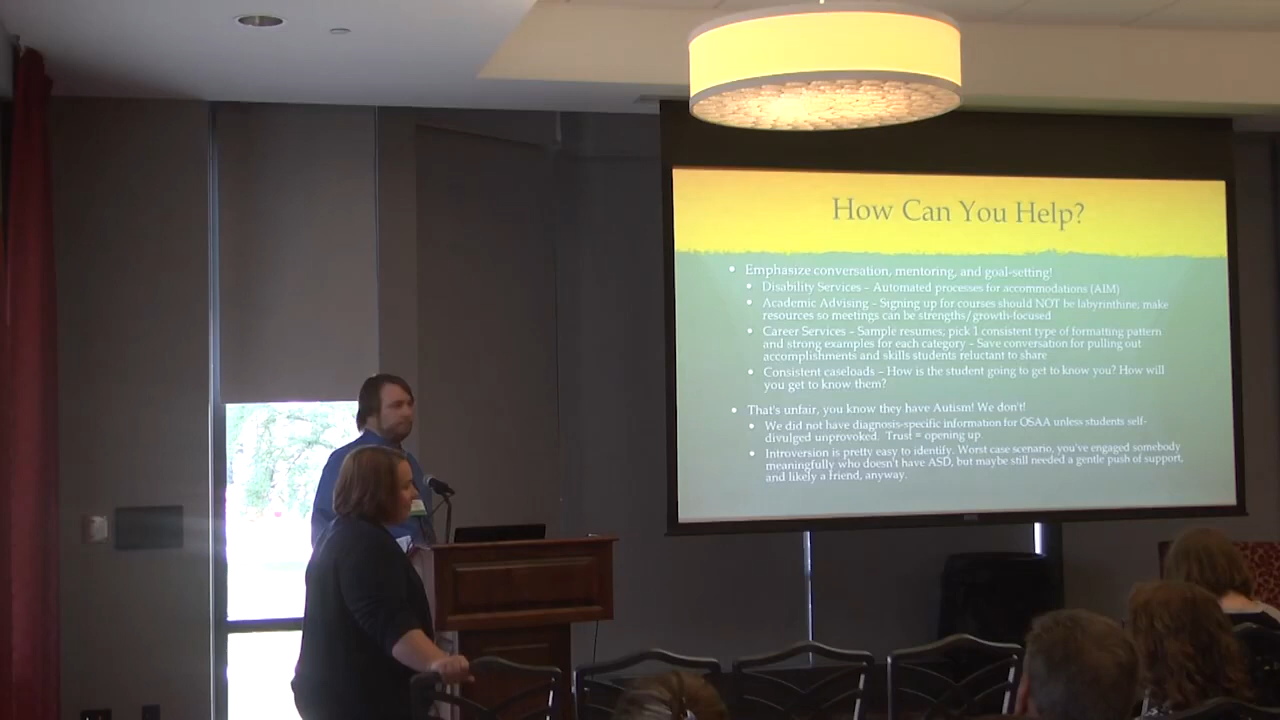 How Can You Help?
• Emphasize conversation, mentoring, and goal-setting!
• Disability Services – Automated processes for accommodations (AIM)
• Academic Advising – Signing up for courses should NOT be labyrinthine; make
resources so meetings can be strengths/growth-focused
• Career Services – Sample resumes, pick 1 consistent type of formatting pattern
and strong examples for each category – Save conversation for pulling out
accomplishments and skills students reluctant to share
• Consistent caseloads – How is the student going to get to know you? How will
you get to know them?
• That's unfair, you know they have Autism! We don't!
• We did not have diagnosis-specific information for OSAA unless students self-
divulged unprovoked. Trust = opening up.
• Introversion is pretty easy to identify. Worst case scenario, you've engaged somebody
meaningfully who doesn't have ASD, but maybe still needed a gentle push of support,
and likely a friend, anyway.